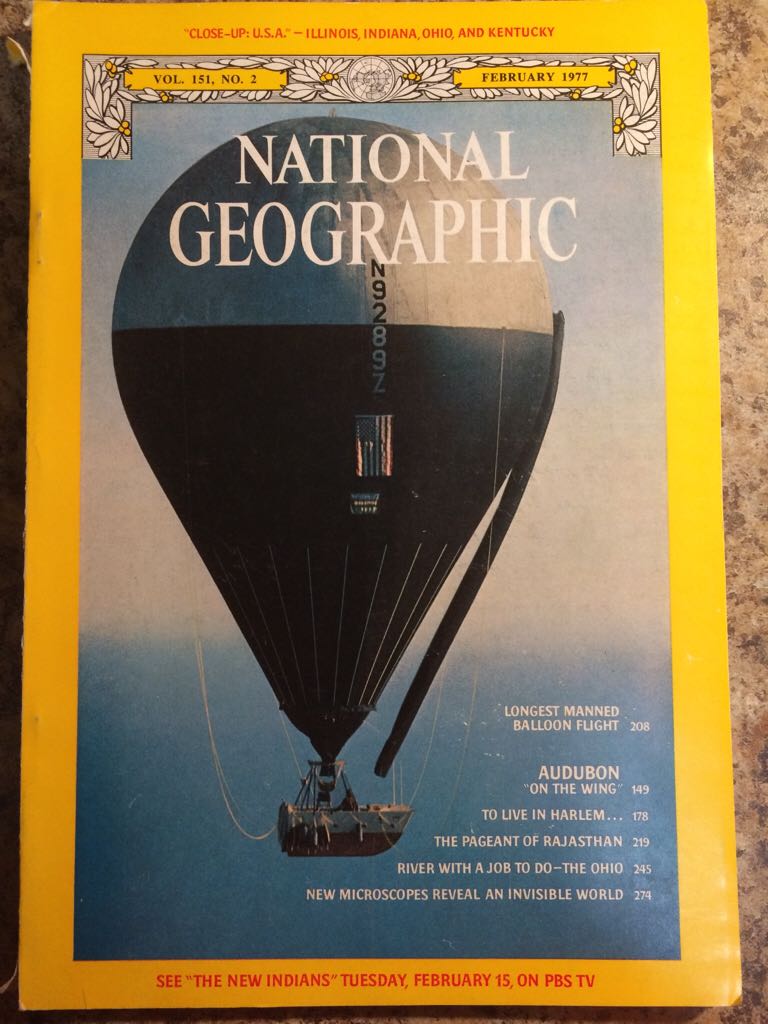 "CLOSE-UP: U.S.A." – ILLINOIS, INDIANA, OHIO, AND KENTUCKY
VOL. 151, NO. 2
FEBRUARY 1977
NATIONAL
GEOGRAPHIC
N9289Z
LONGEST MANNED
BALLOON FLIGHT 208
AUDUBON
"ON THE WING" 149
TO LIVE IN HARLEM... 178
THE PAGEANT OF RAJASTHAN 219
RIVER WITH A JOB TO DO–THE OHIO 245
NEW MICROSCOPES REVEAL AN INVISIBLE WORLD 274
SEE "THE NEW INDIANS" TUESDAY, FEBRUARY 15, ON PBS TV